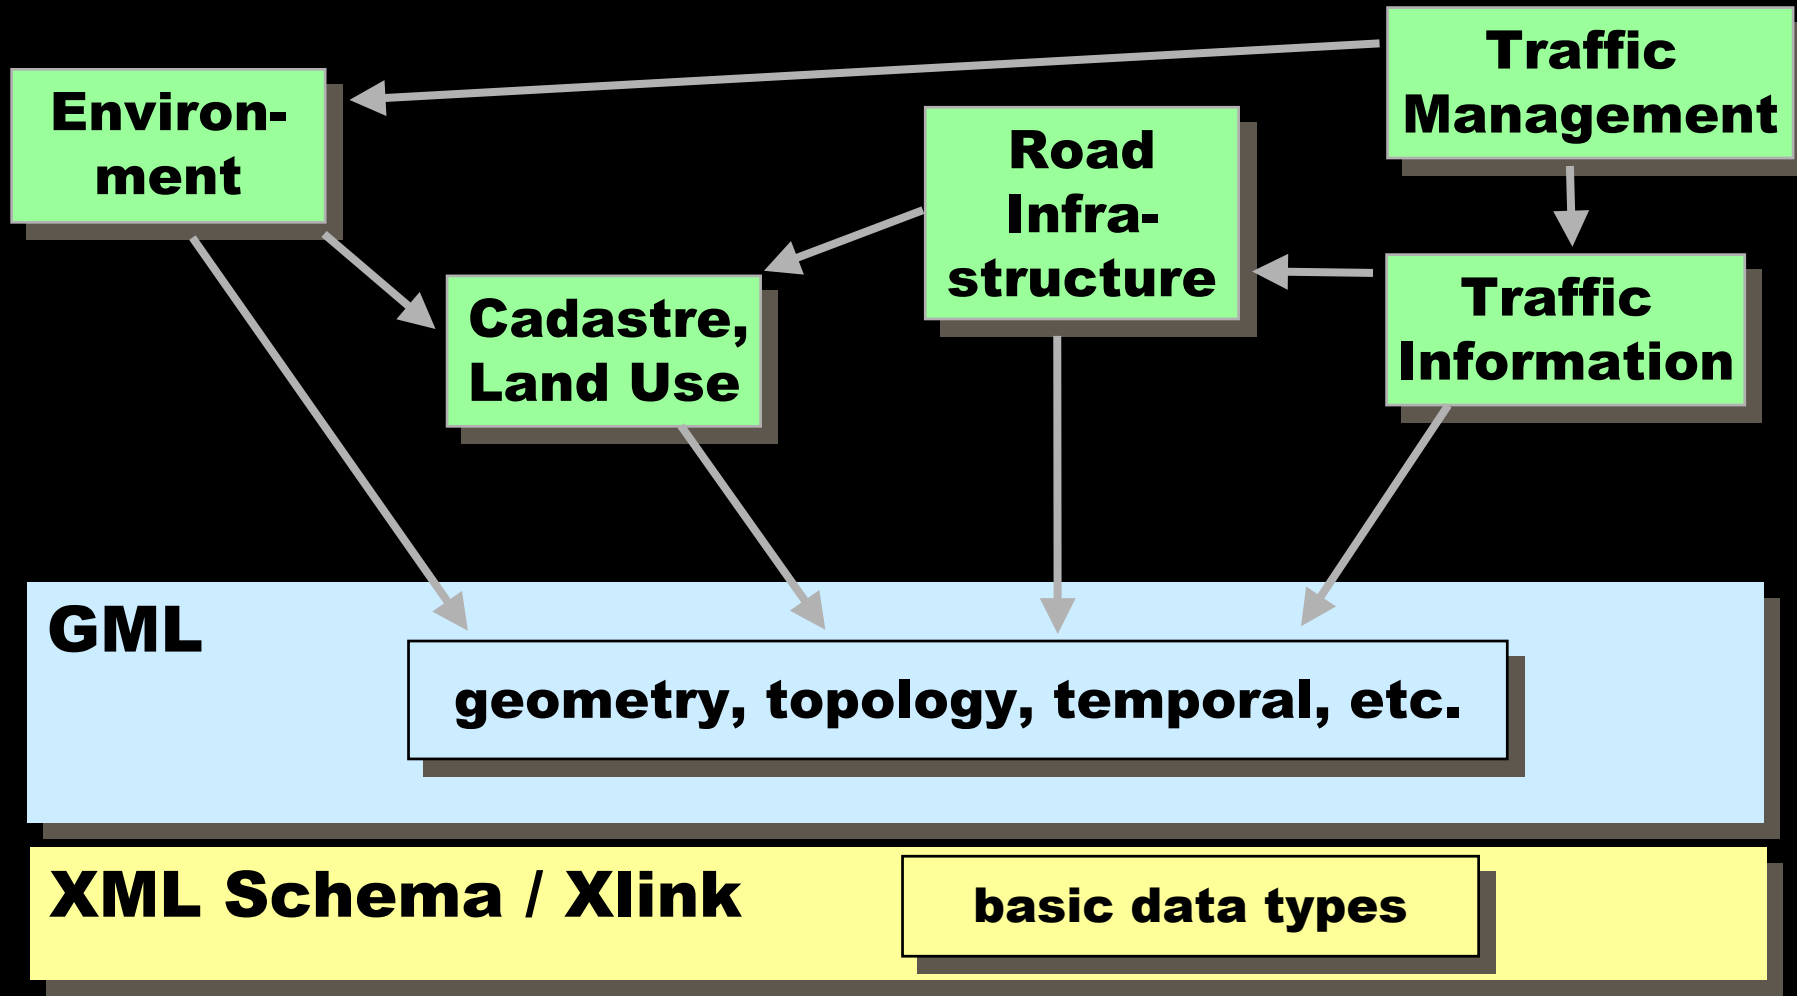 Traffic
Management
Environ-
ment
Road
Infra-
structure
Traffic
Information
Cadastre,
Land Use
GML
geometry, topology, temporal, etc.
XML Schema / Xlink
basic data types